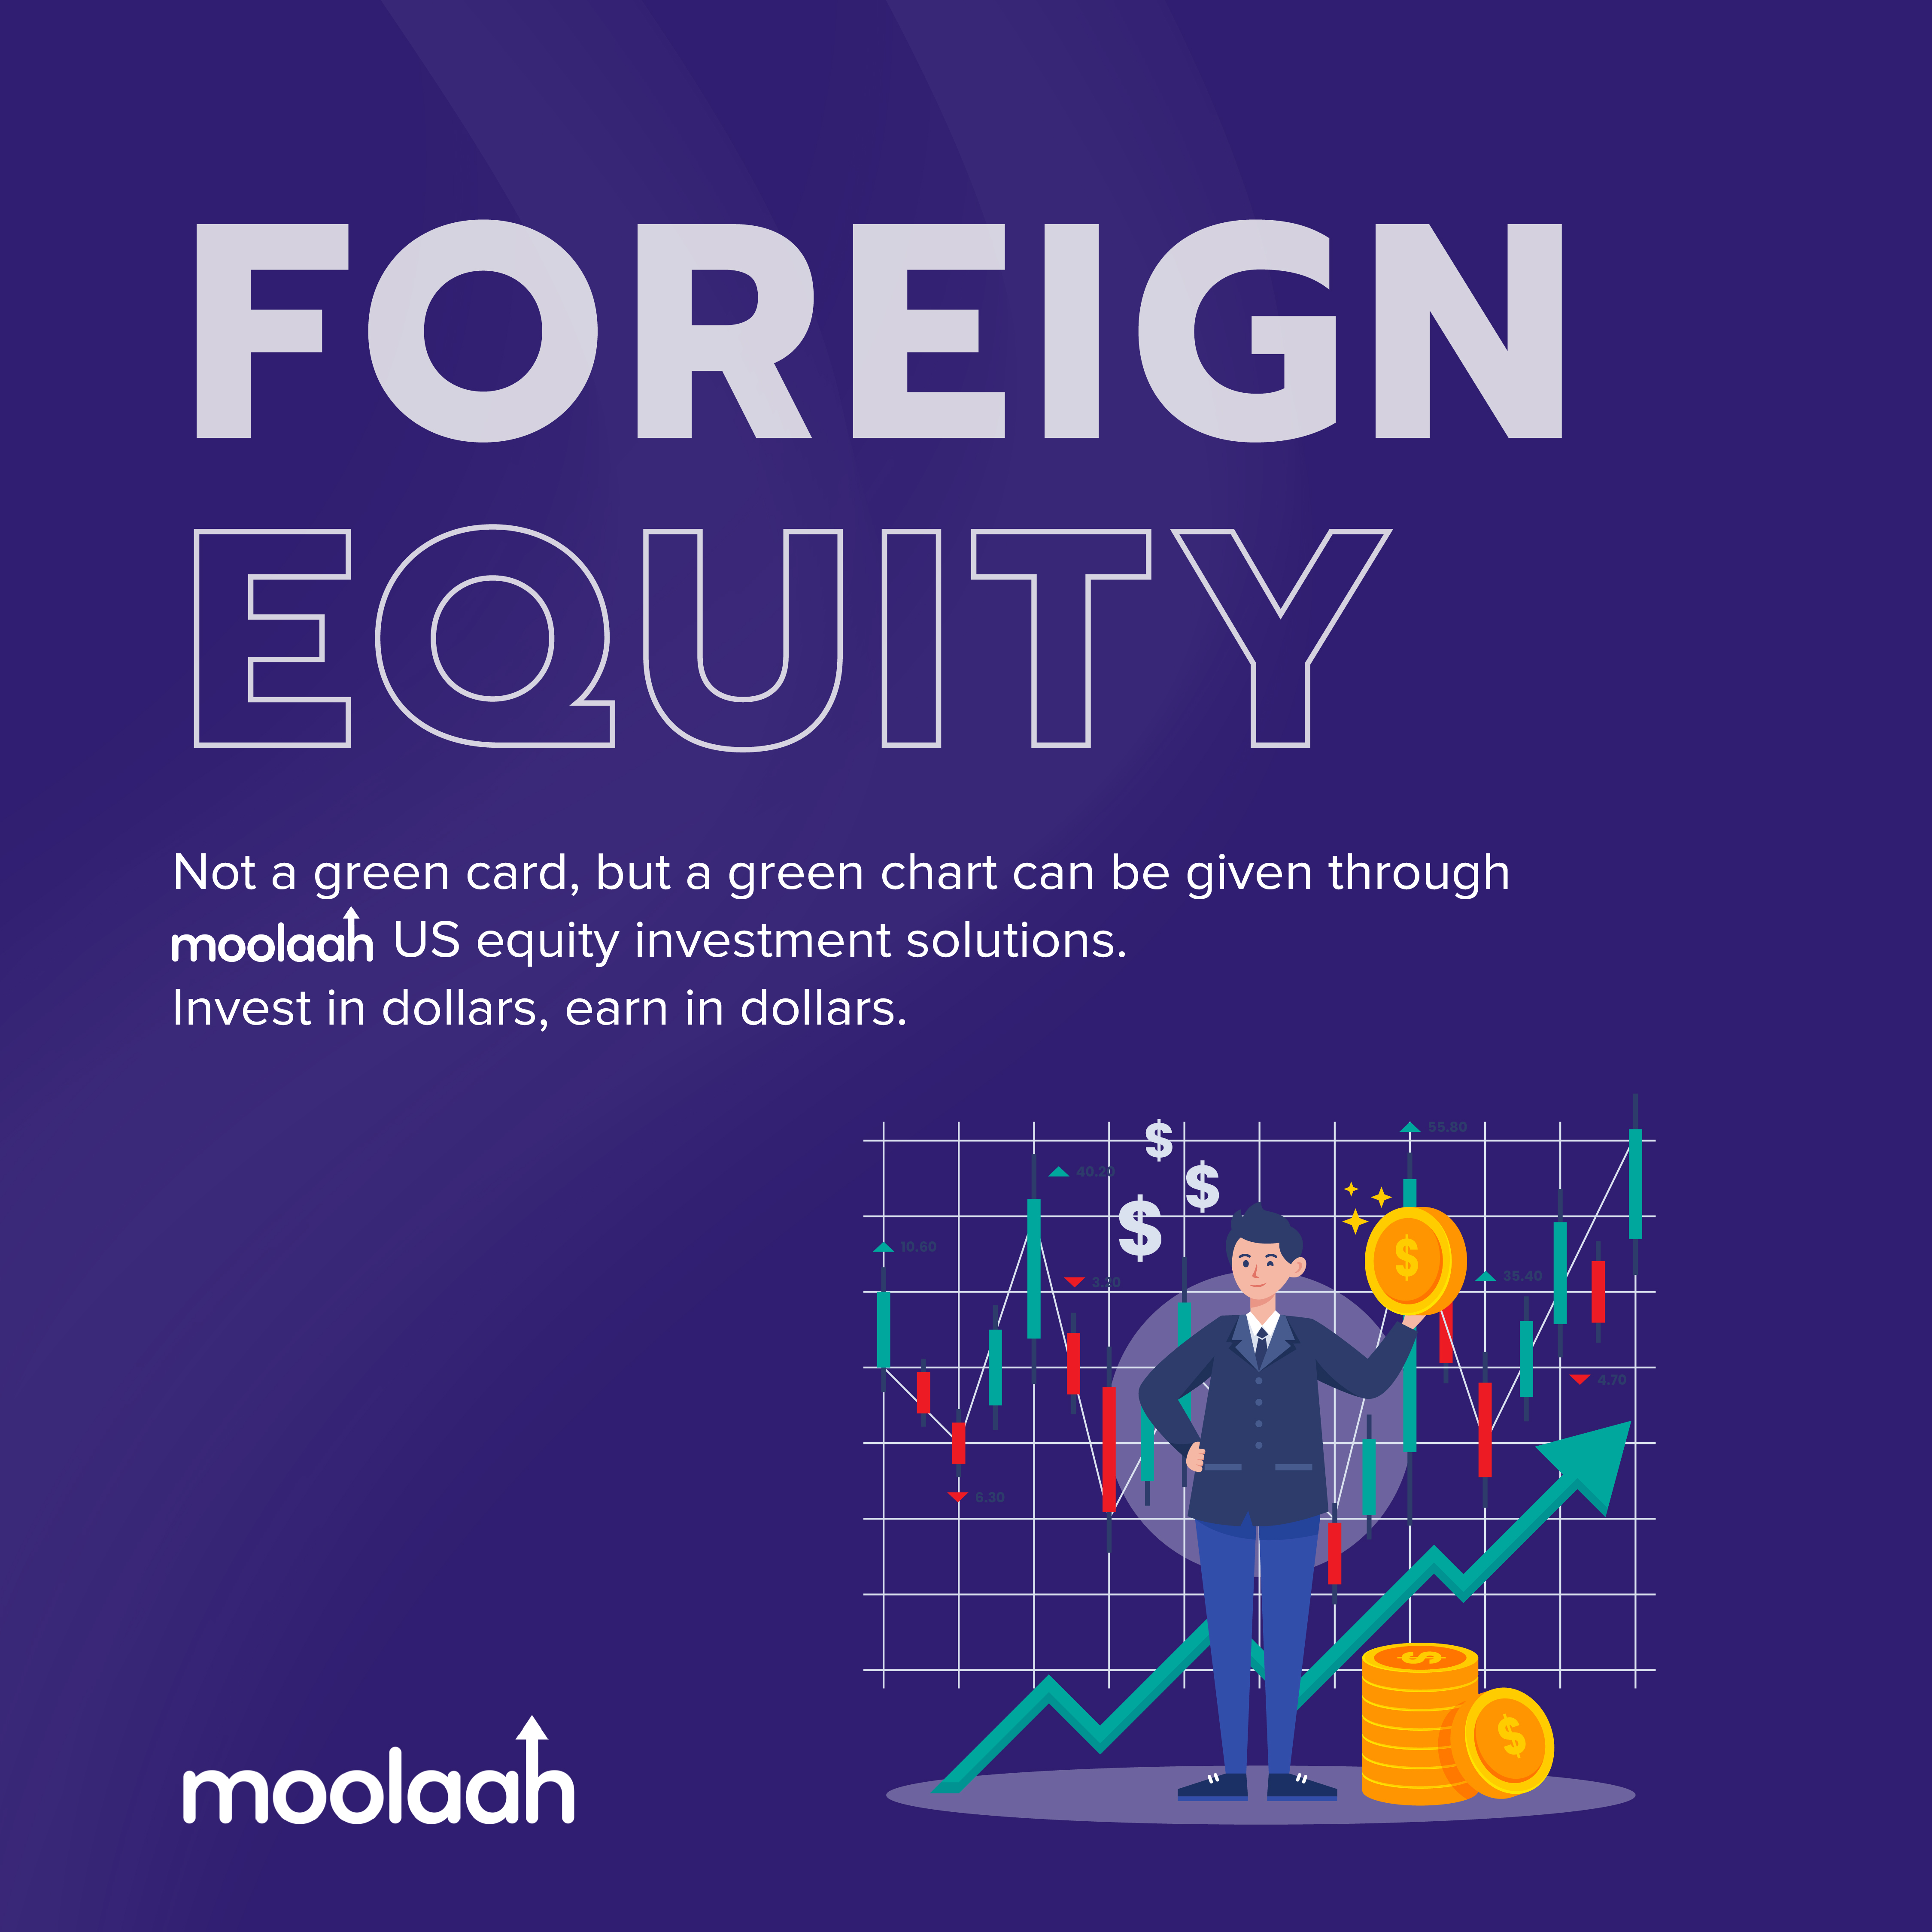 FOREIGN
EQUITY
Not a green card, but a green chart can be given through
moolaah US equity investment solutions.
Invest in dollars, earn in dollars.
55.80
40.20
$
$
$
10.60
3.20
$
35.40
4.70
6.30
$
$
moolaah